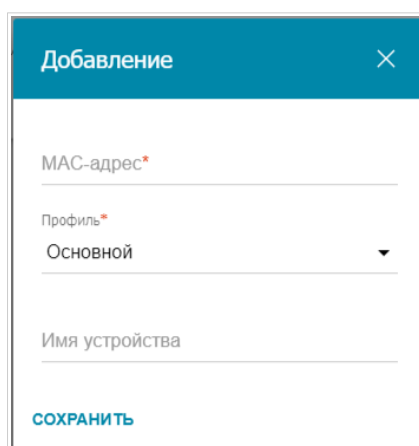 Добавление
MAC-адрес*
Профиль*
Основной
Имя устройства
СОХРАНИТЬ